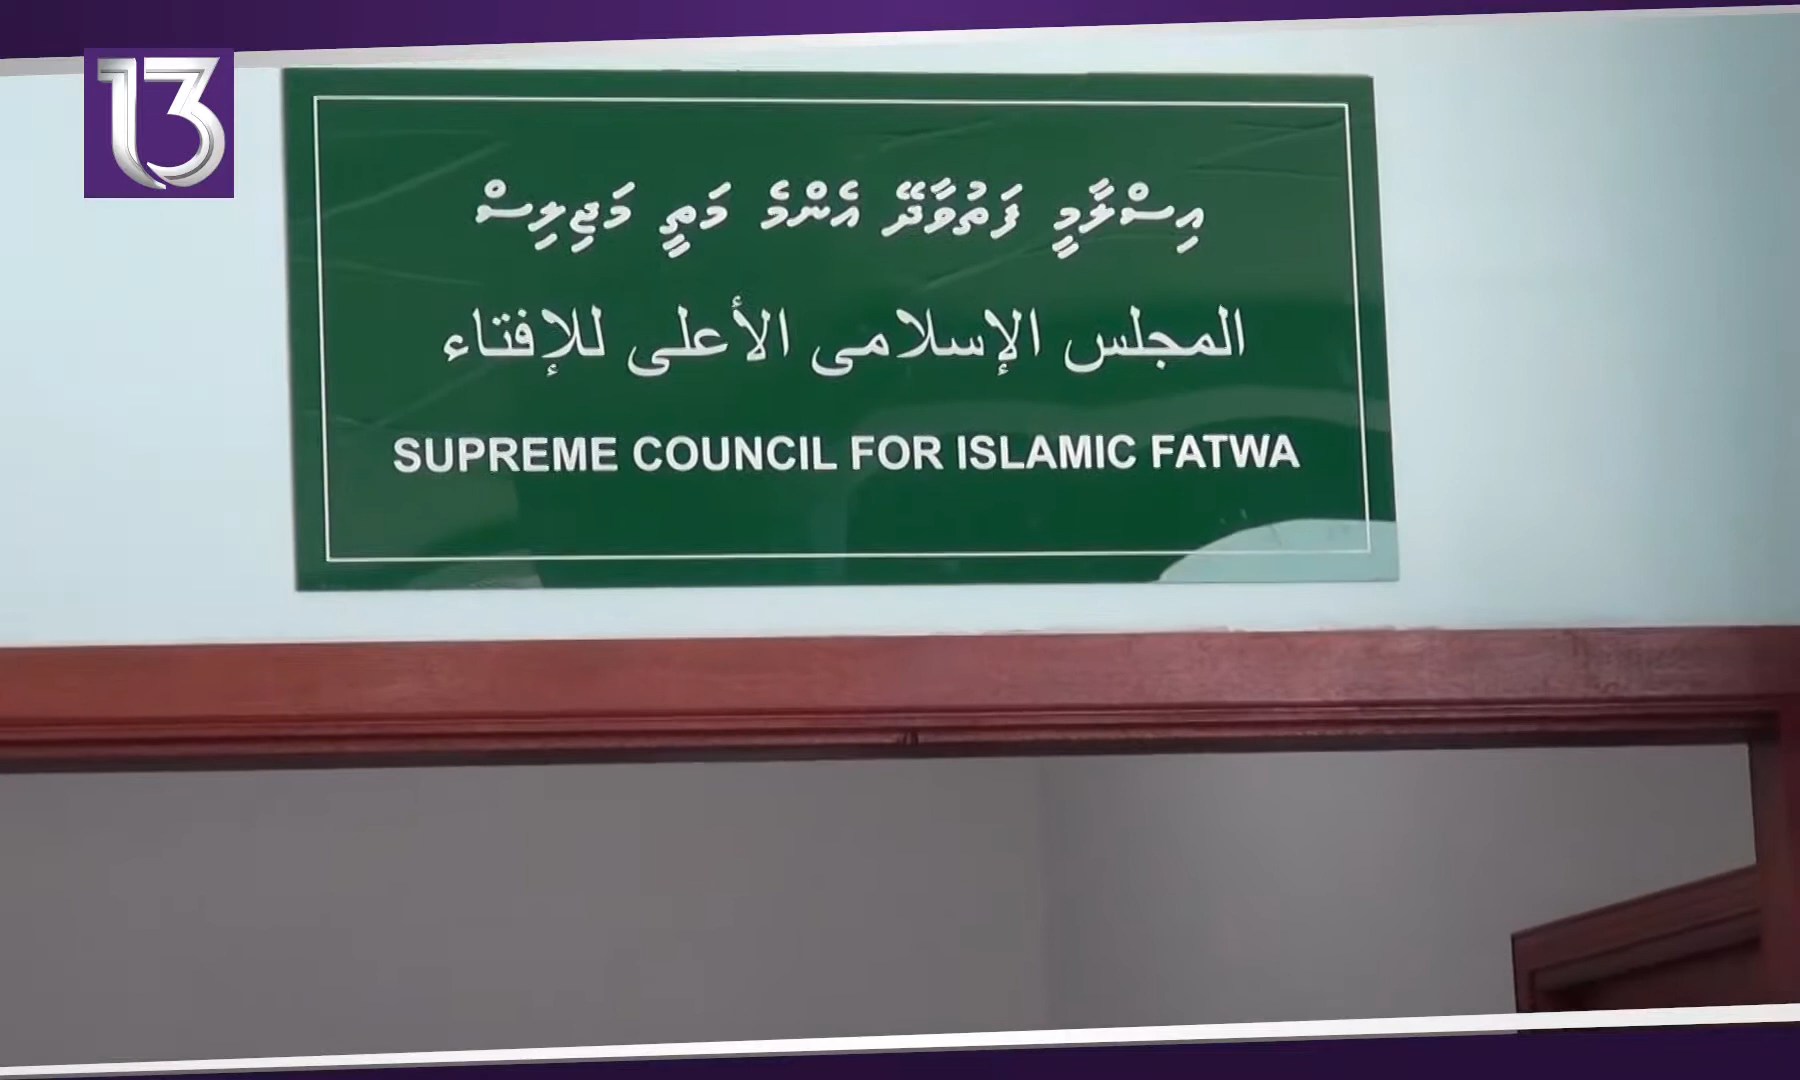 13
އިސްލާމީ ފަތުވާދޭ އެންމެ މަތީ މަޖިލިސް
المجلس الإسلامى الأعلى للإفتاء
SUPREME COUNCIL FOR ISLAMIC FATWA